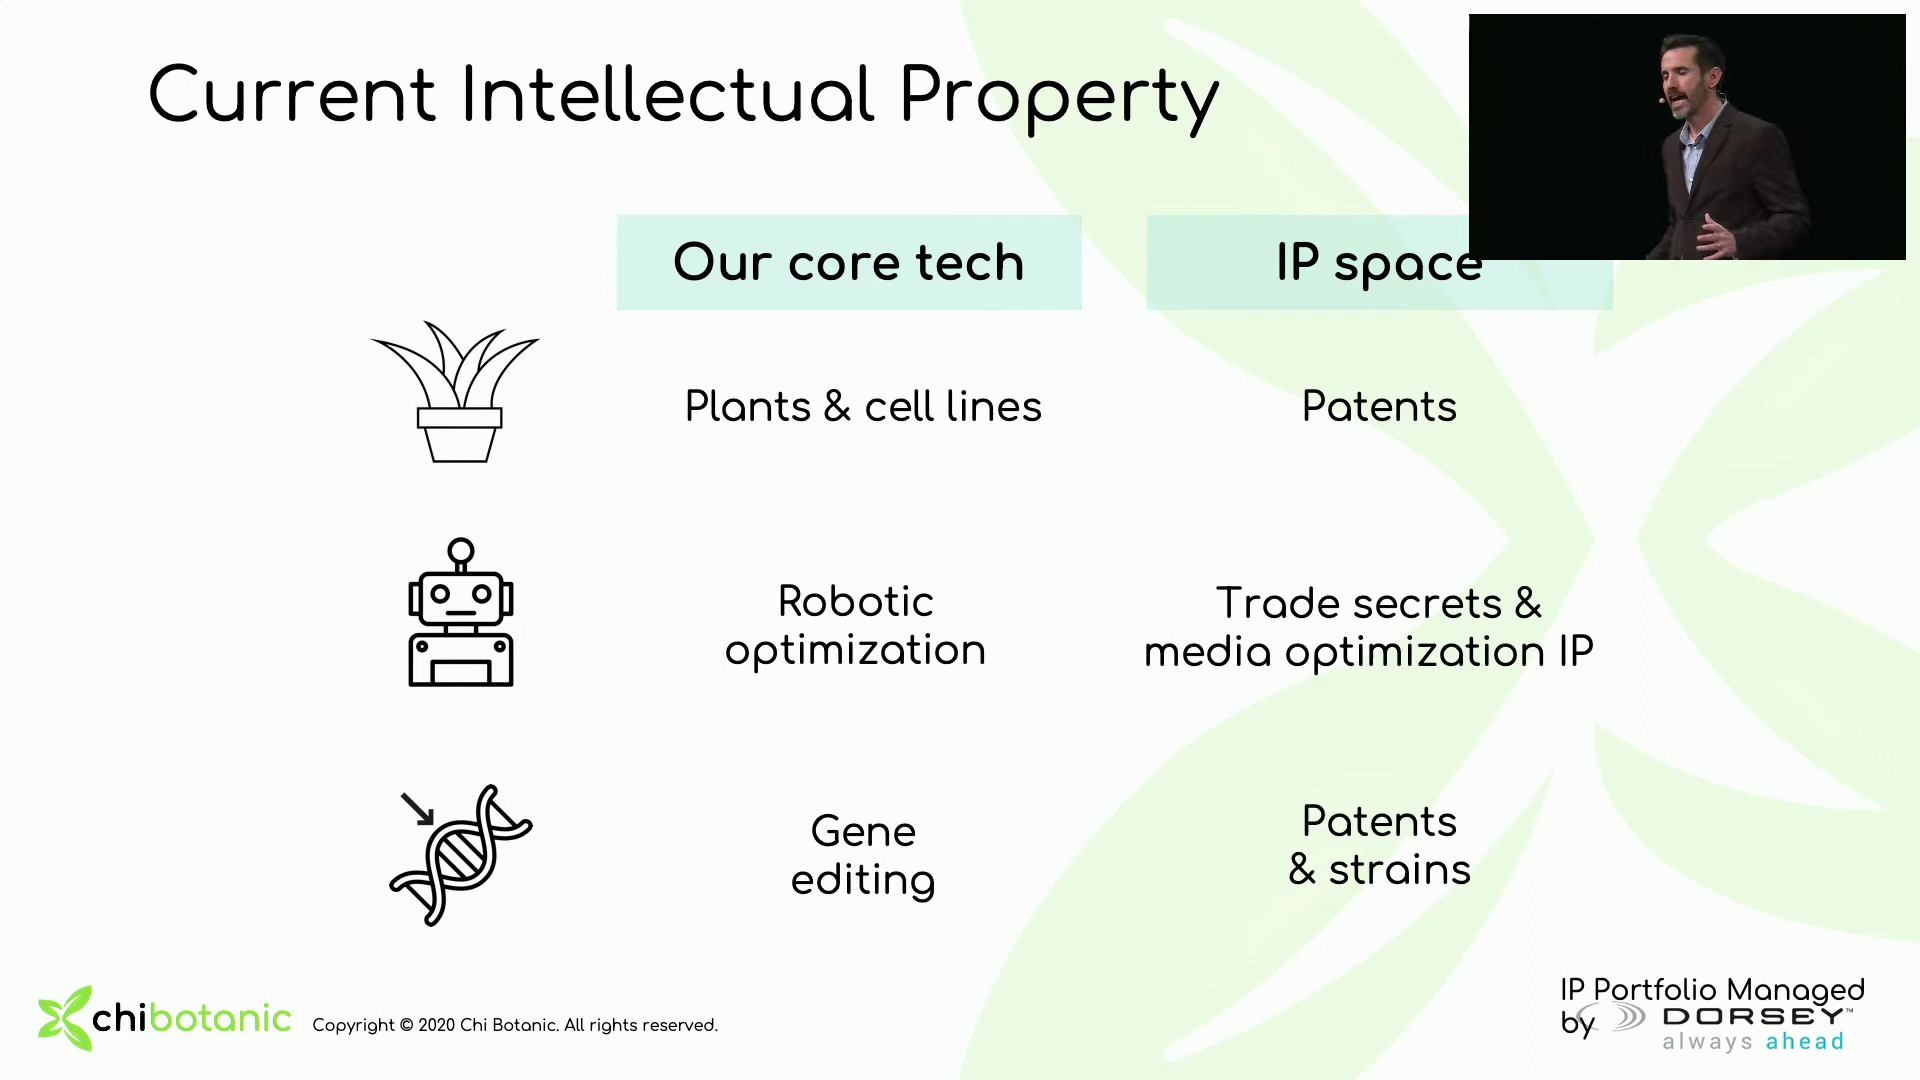 Current Intellectual Property
Our core tech
IP space
Plants & cell lines
Patents
Robotic
optimization
Trade secrets &
media optimization IP
Gene
editing
Patents
& strains
chibotanic
Copyright © 2020 Chi Botanic. All rights reserved.
IP Portfolio Managed
by DORSEY™
always ahead